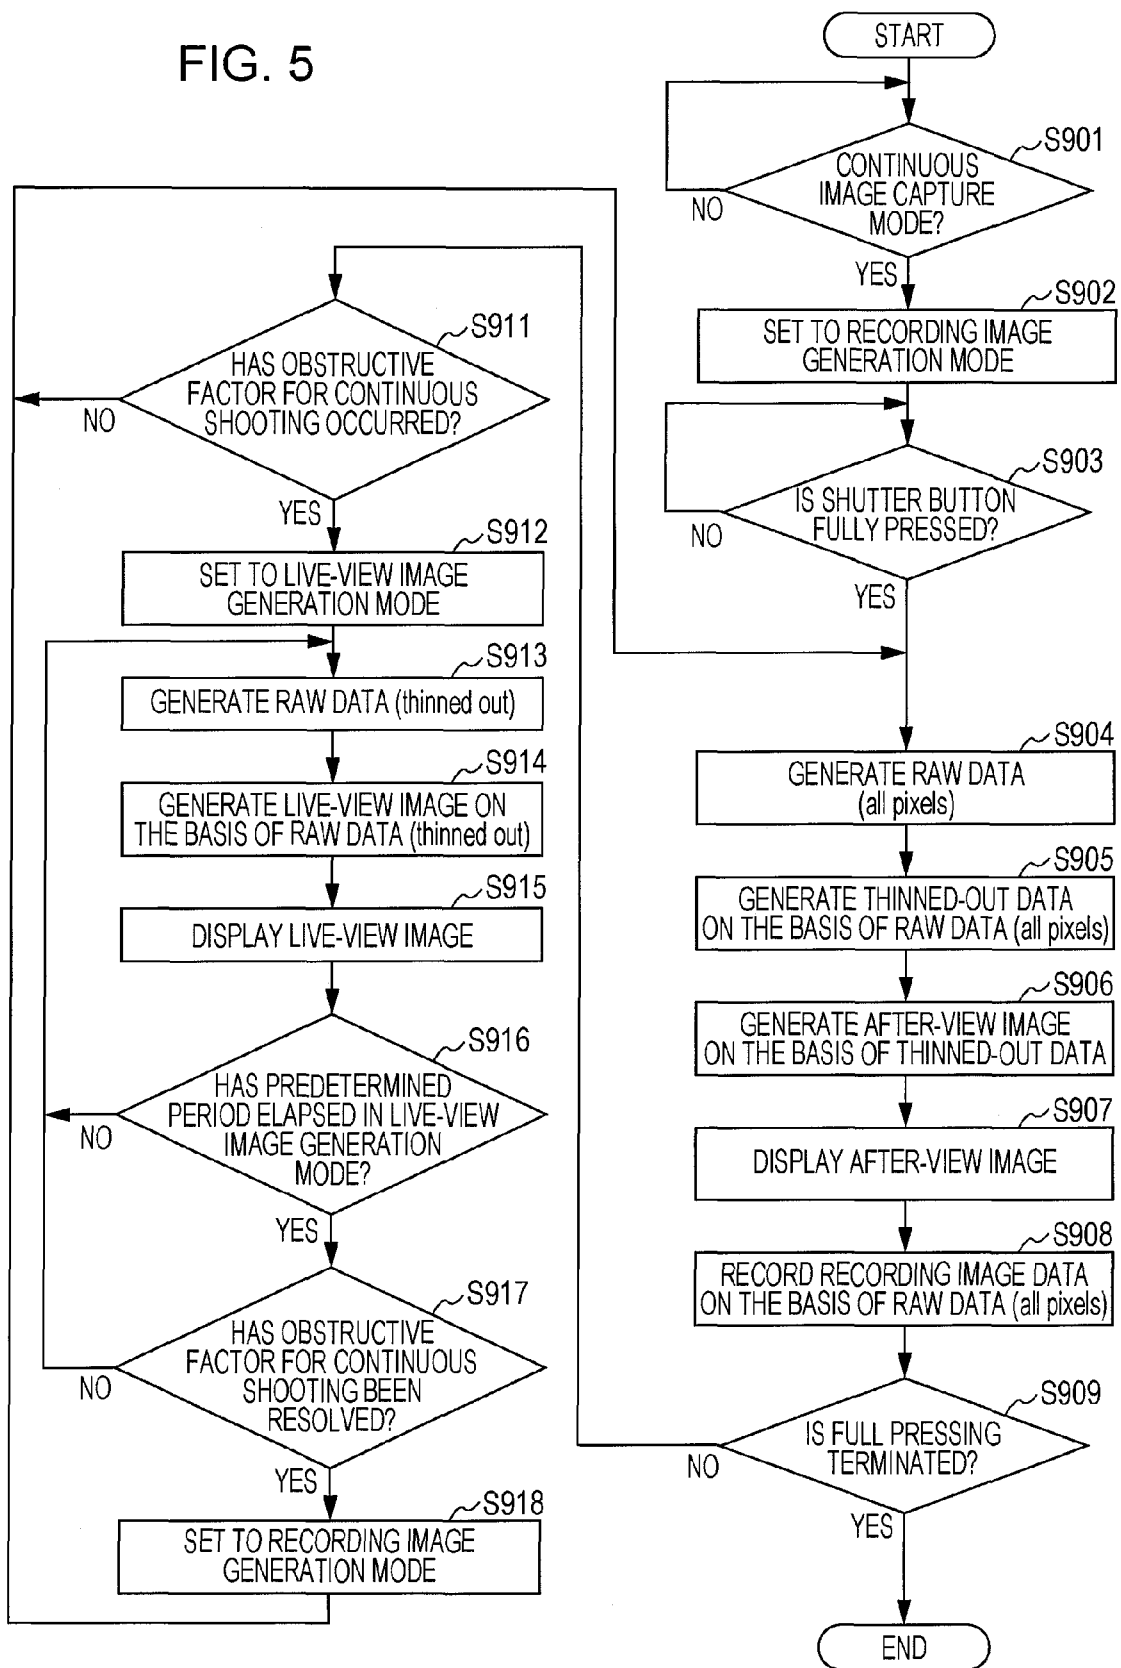 FIG. 5
START
S901
CONTINUOUS
IMAGE CAPTURE
MODE?
NO
YES
S902
SET TO RECORDING IMAGE
GENERATION MODE
S903
IS SHUTTER BUTTON
FULLY PRESSED?
NO
YES
S904
GENERATE RAW DATA
(all pixels)
S905
GENERATE THINNED-OUT DATA
ON THE BASIS OF RAW DATA (all pixels)
S906
GENERATE AFTER-VIEW IMAGE
ON THE BASIS OF THINNED-OUT DATA
S907
DISPLAY AFTER-VIEW IMAGE
S908
RECORD RECORDING IMAGE DATA
ON THE BASIS OF RAW DATA (all pixels)
S909
IS FULL PRESSING
TERMINATED?
NO
YES
END
S911
HAS OBSTRUCTIVE
FACTOR FOR CONTINUOUS
SHOOTING OCCURRED?
NO
YES
S912
SET TO LIVE-VIEW IMAGE
GENERATION MODE
S913
GENERATE RAW DATA (thinned out)
S914
GENERATE LIVE-VIEW IMAGE ON
THE BASIS OF RAW DATA (thinned out)
S915
DISPLAY LIVE-VIEW IMAGE
S916
HAS PREDETERMINED
PERIOD ELAPSED IN LIVE-VIEW
IMAGE GENERATION
MODE?
NO
YES
S917
HAS OBSTRUCTIVE
FACTOR FOR CONTINUOUS
SHOOTING BEEN
RESOLVED?
NO
YES
S918
SET TO RECORDING IMAGE
GENERATION MODE